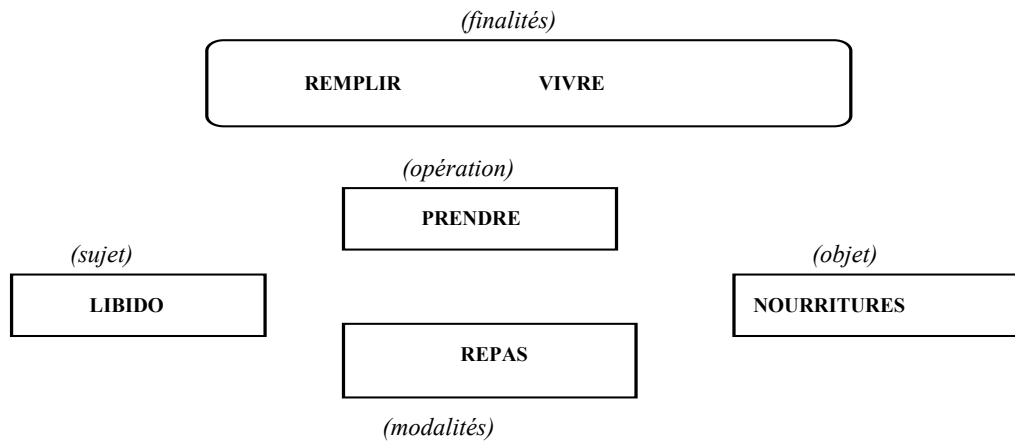 (finalités)
REMPLIR VIVRE
(opération)
PRENDRE
(sujet)
(objet)
LIBIDO
NOURRITURES
REPAS
(modalités)